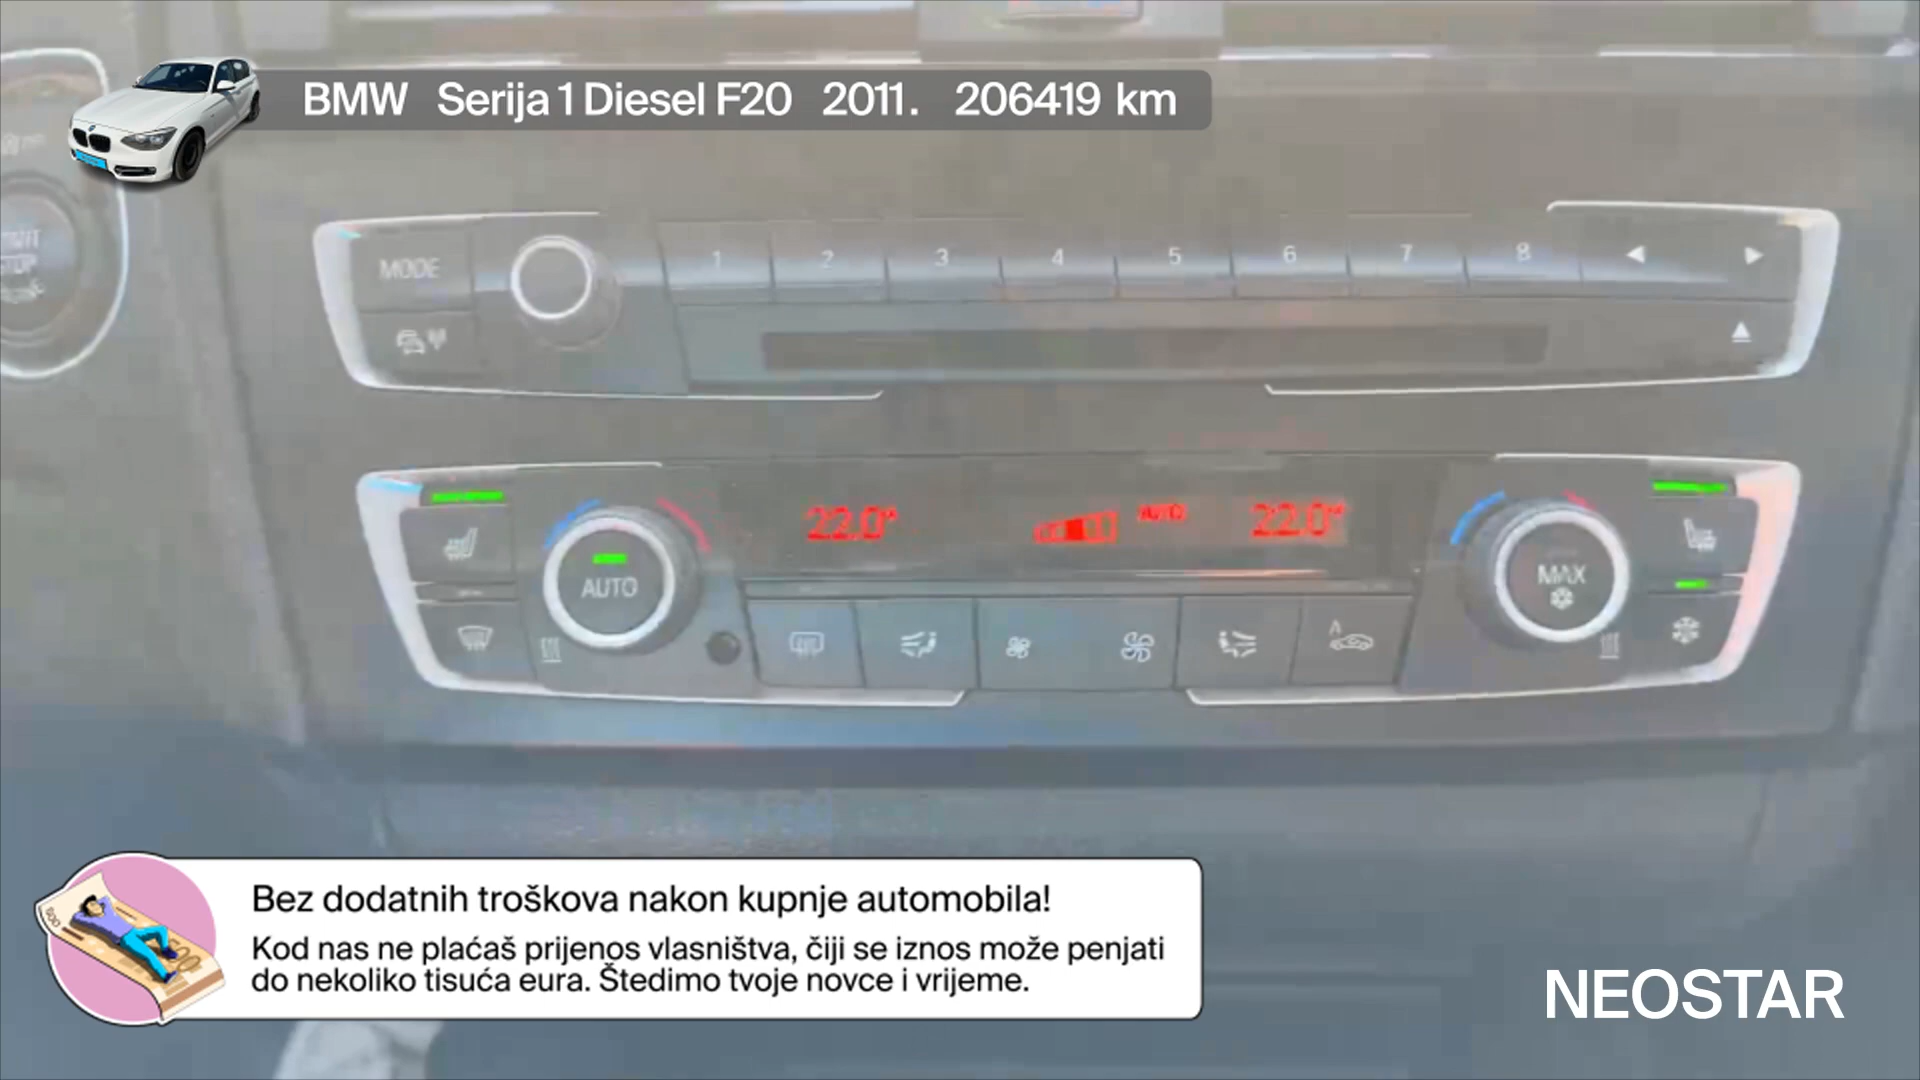 BMW Serija 1 Diesel F20 2011. 206419 km
MODE
1 2 3 4 5 6 7 8
22.0° AUTO 22.0°
AUTO
MAX
A
Bez dodatnih troškova nakon kupnje automobila!
Kod nas ne plaćaš prijenos vlasništva, čiji se iznos može penjati
do nekoliko tisuća eura. Štedimo tvoje novce i vrijeme.
NEOSTAR